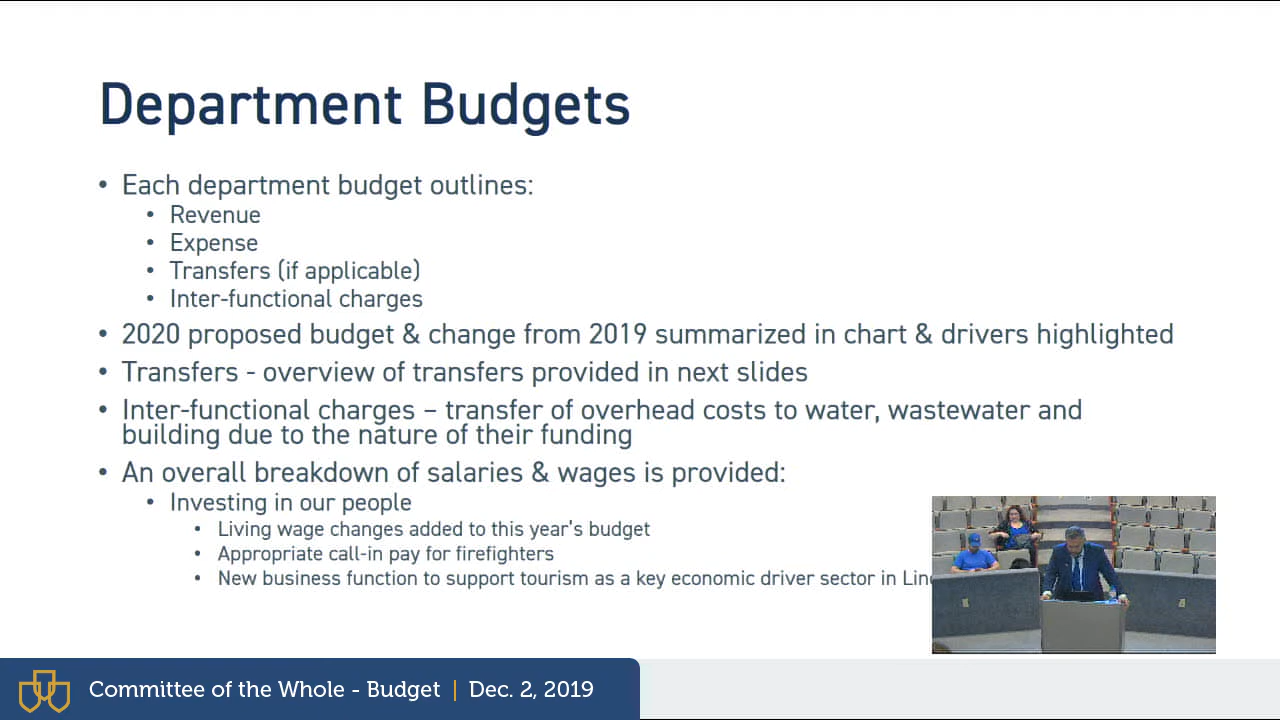 Department Budgets
• Each department budget outlines:
• Revenue
• Expense
• Transfers (if applicable)
• Inter-functional charges
• 2020 proposed budget & change from 2019 summarized in chart & drivers highlighted
• Transfers - overview of transfers provided in next slides
• Inter-functional charges – transfer of overhead costs to water, wastewater and
building due to the nature of their funding
• An overall breakdown of salaries & wages is provided:
• Investing in our people
• Living wage changes added to this year's budget
• Appropriate call-in pay for firefighters
• New business function to support tourism as a key economic driver sector in
Committee of the Whole - Budget | Dec. 2, 2019